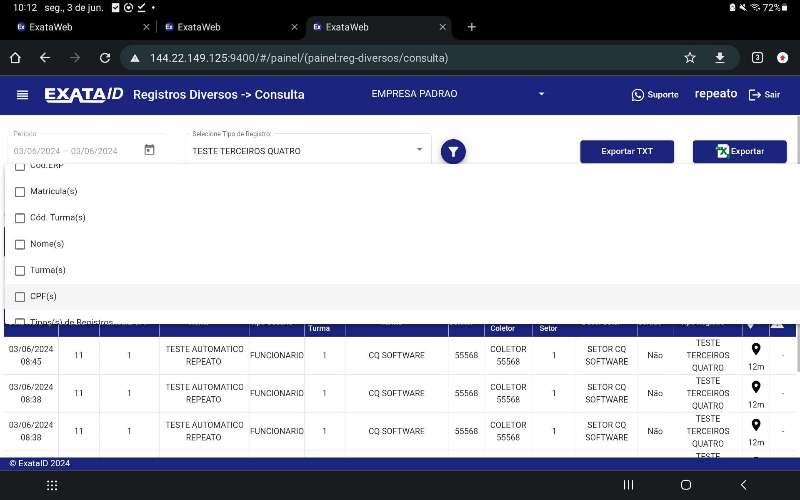 10:12 seg., 3 de jun. 72%
ExataWeb
ExataWeb
ExataWeb
144.22.149.125:9400/#/painel/(painel:reg-diversos/consulta) 3
EXATAID Registros Diversos -> Consulta EMPRESA PADRAO Suporte repeato Sair
Período Selecione Tipo de Registro:
03/06/2024 – 03/06/2024 TESTE TERCEIROS QUATRO Exportar TXT Exportar
Cód.ERP
Matricula(s)
Cód. Turma(s)
Nome(s)
Turma(s)
CPF(s)
Tipos(s) de Registros
Turma Coletor Setor
03/06/2024 08:45 11 1 TESTE AUTOMATICO REPEATO FUNCIONARIO 1 CQ SOFTWARE 55568 COLETOR 55568 1 SETOR CQ SOFTWARE Não TESTE TERCEIROS QUATRO 12m -
03/06/2024 08:38 11 1 TESTE AUTOMATICO REPEATO FUNCIONARIO 1 CQ SOFTWARE 55568 COLETOR 55568 1 SETOR CQ SOFTWARE Não TESTE TERCEIROS QUATRO 12m -
03/06/2024 08:38 11 1 TESTE AUTOMATICO REPEATO FUNCIONARIO 1 CQ SOFTWARE 55568 COLETOR 55568 1 SETOR CQ SOFTWARE Não TESTE TERCEIROS QUATRO 12m -
TESTE
© ExataID 2024